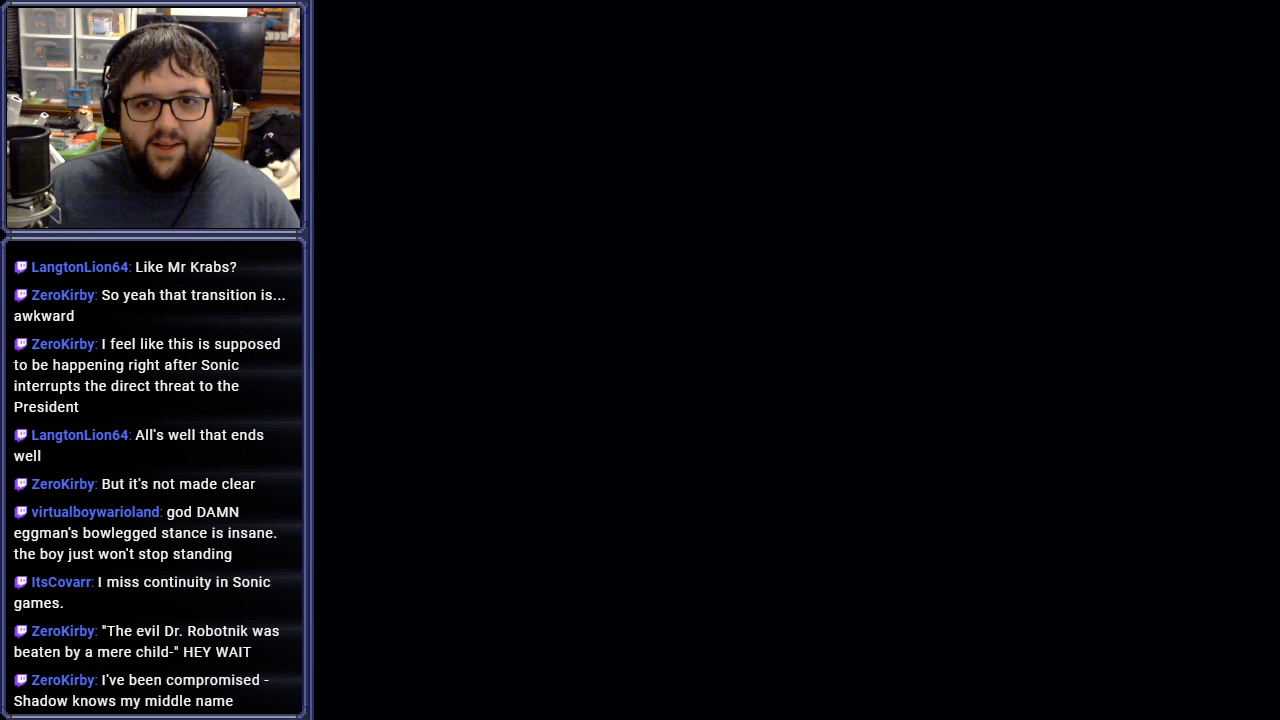 LangtonLion64: Like Mr Krabs?
ZeroKirby: So yeah that transition is...
awkward
ZeroKirby: I feel like this is supposed
to be happening right after Sonic
interrupts the direct threat to the
President
LangtonLion64: All's well that ends
well
ZeroKirby: But it's not made clear
virtualboywarioland: god DAMN
eggman's bowlegged stance is insane.
the boy just won't stop standing
ItsCovarr: I miss continuity in Sonic
games.
ZeroKirby: "The evil Dr. Robotnik was
beaten by a mere child-" HEY WAIT
ZeroKirby: I've been compromised -
Shadow knows my middle name